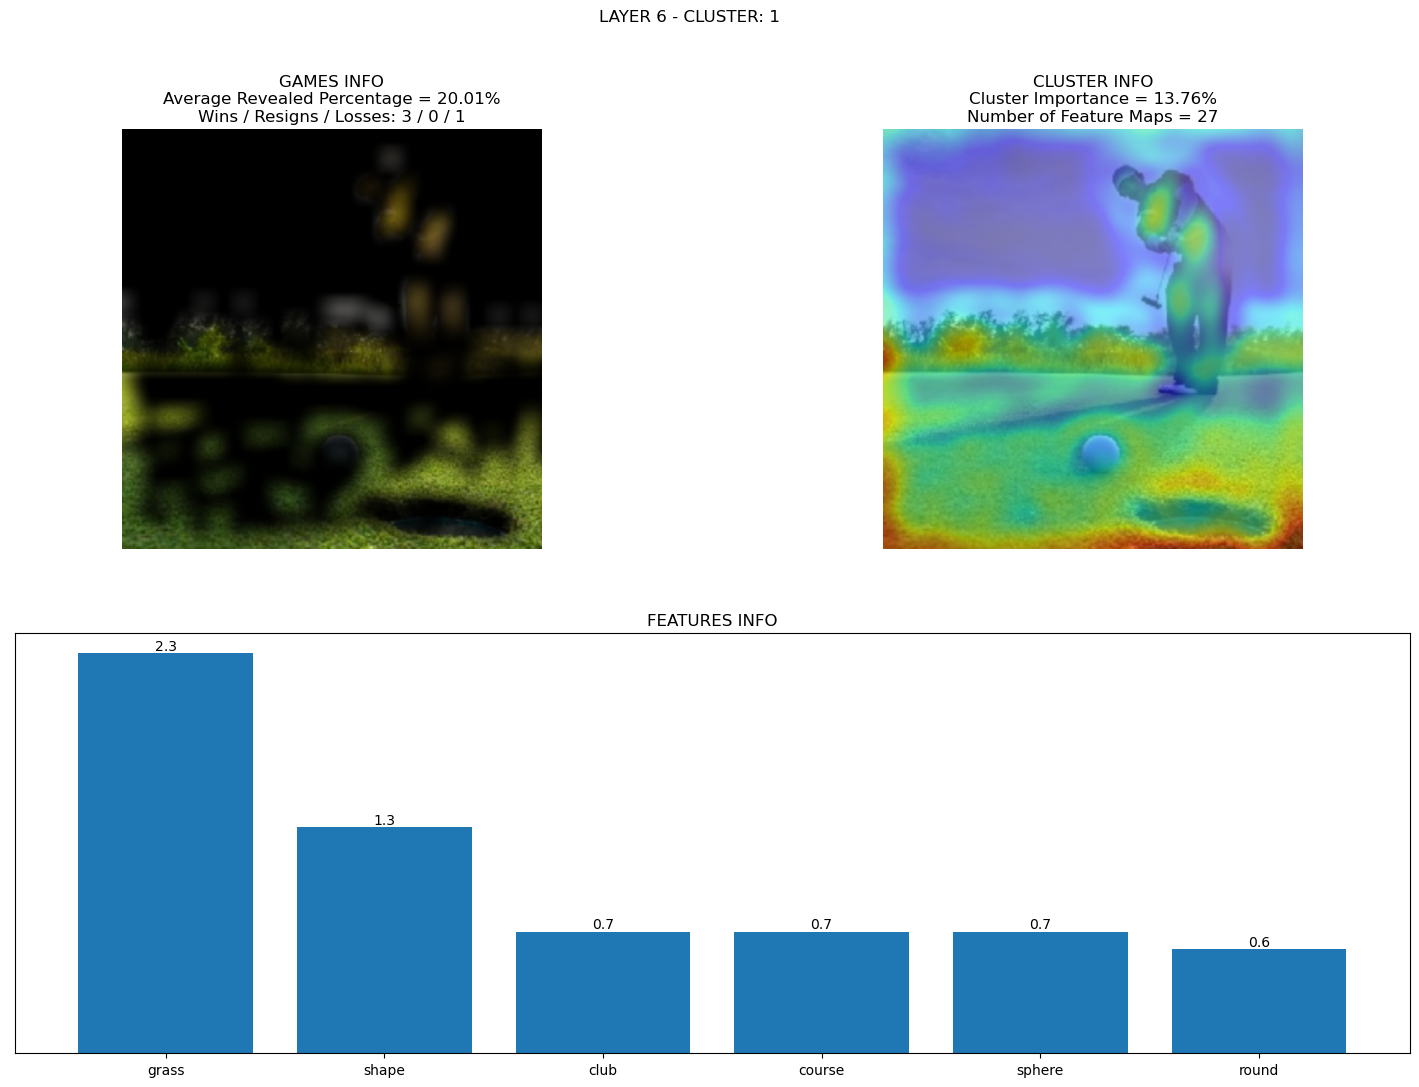 LAYER 6 - CLUSTER: 1
GAMES INFO
Average Revealed Percentage = 20.01%
Wins / Resigns / Losses: 3 / 0 / 1
CLUSTER INFO
Cluster Importance = 13.76%
Number of Feature Maps = 27
FEATURES INFO
2.3
1.3
0.7
0.7
0.7
0.6
grass
shape
club
course
sphere
round